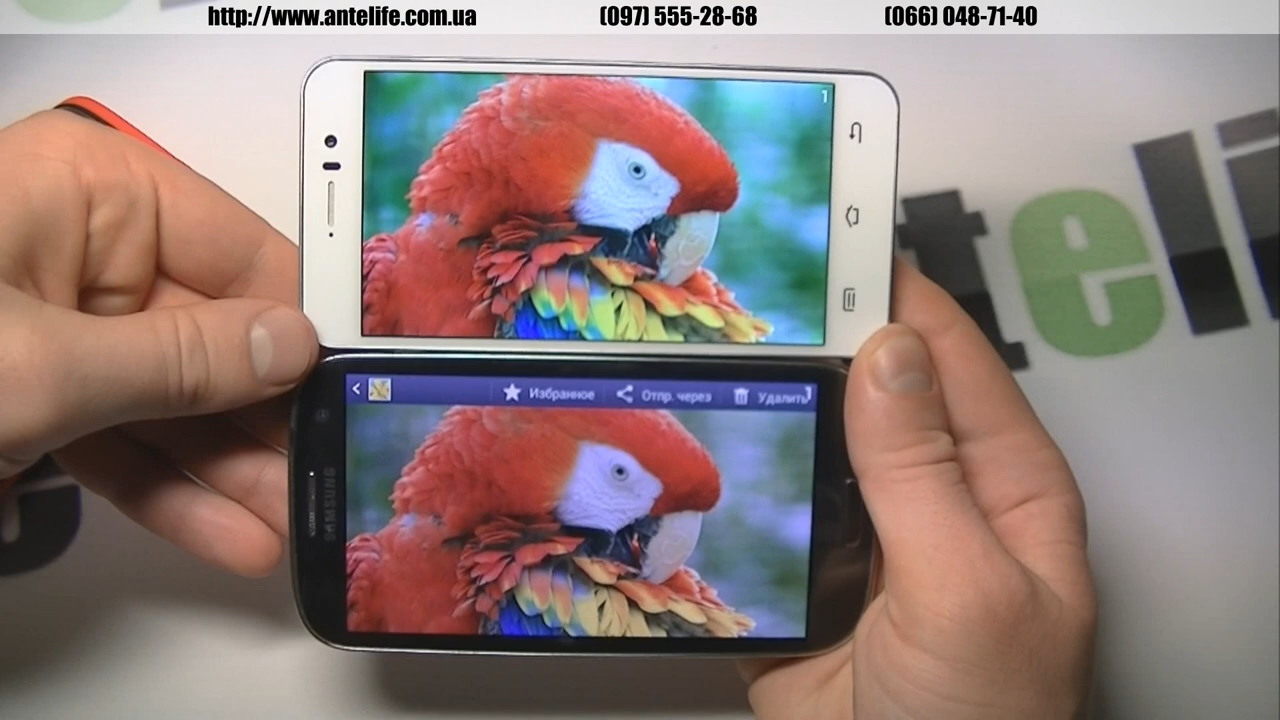 http://www.antelife.com.ua (097) 555-28-68 (066) 048-71-40
1
teli
Избранное Отпр. через Удалить
SAMSUNG
e